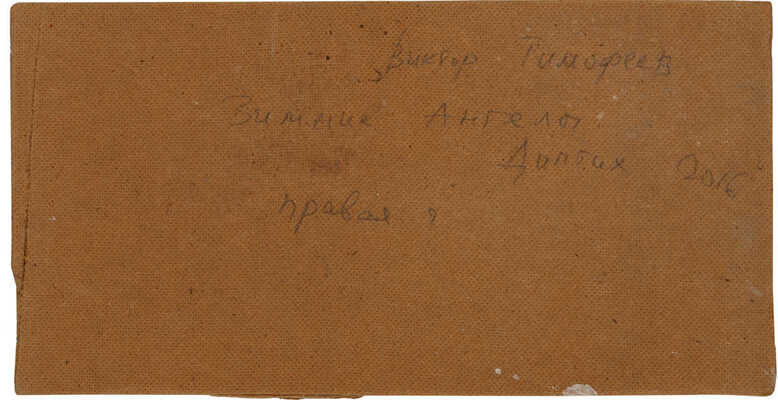 Виктор Тимофеев
Зимние Ангелы
Диптих 2016
правая ч